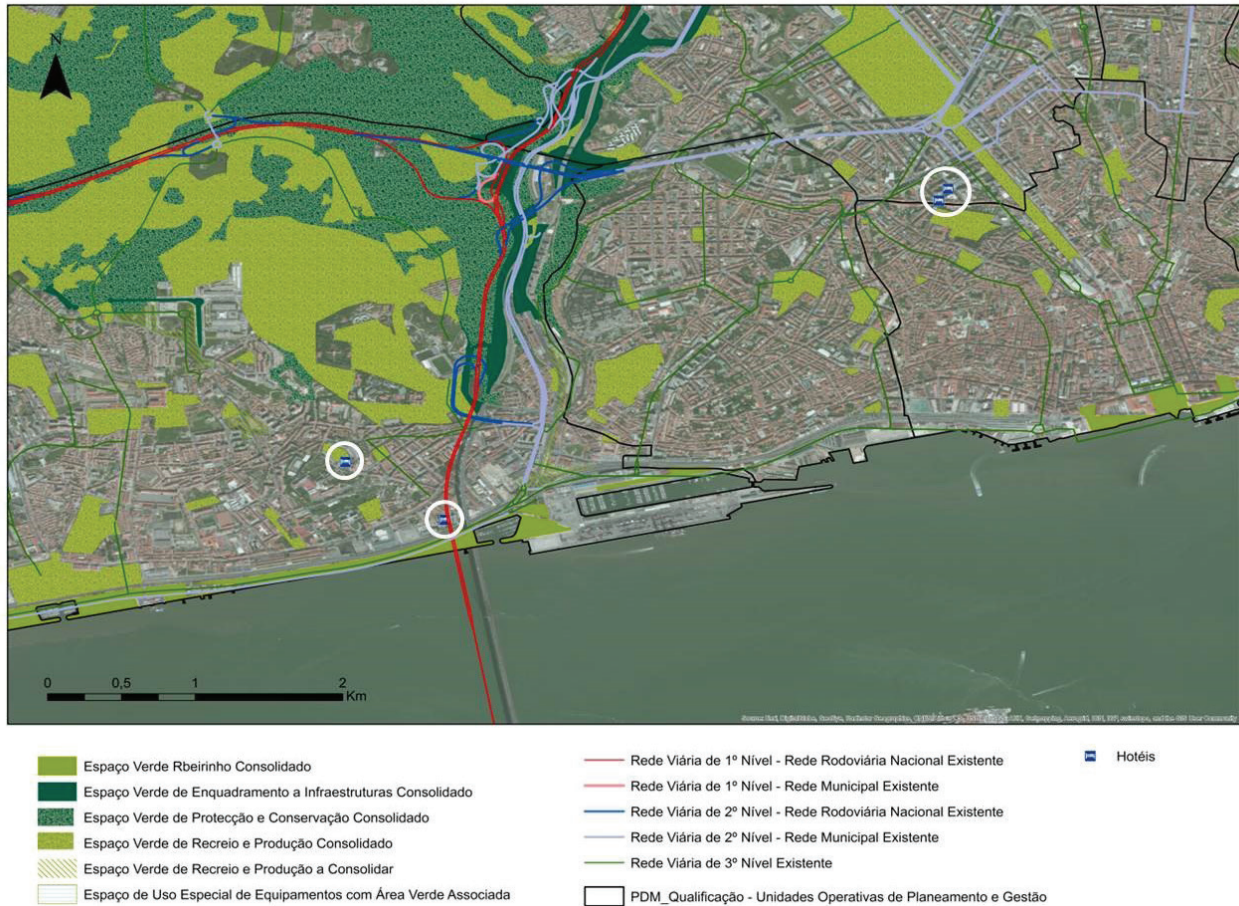 N
0 0,5 1 2
Km
Espaço Verde Rbeirinho Consolidado
Espaço Verde de Enquadramento a Infraestruturas Consolidado
Espaço Verde de Protecção e Conservação Consolidado
Espaço Verde de Recreio e Produção Consolidado
Espaço Verde de Recreio e Produção a Consolidar
Espaço de Uso Especial de Equipamentos com Área Verde Associada
Rede Viária de 1º Nível - Rede Rodoviária Nacional Existente
Rede Viária de 1º Nível - Rede Municipal Existente
Rede Viária de 2º Nível - Rede Rodoviária Nacional Existente
Rede Viária de 2º Nível - Rede Municipal Existente
Rede Viária de 3º Nível Existente
PDM_Qualificação - Unidades Operativas de Planeamento e Gestão
Hotéis